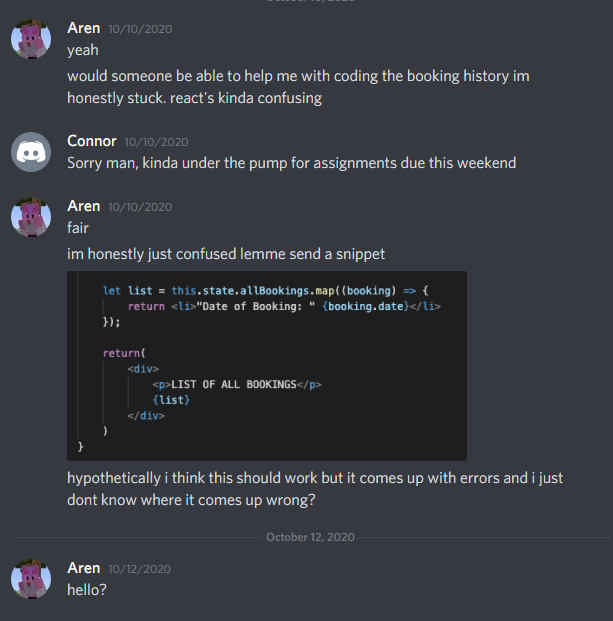 Aren 10/10/2020
yeah
would someone be able to help me with coding the booking history im
honestly stuck. react's kinda confusing
Connor 10/10/2020
Sorry man, kinda under the pump for assignments due this weekend
Aren 10/10/2020
fair
im honestly just confused lemme send a snippet
let list = this.state.allBookings.map((booking) => {
return <li>"Date of Booking: " {booking.date}</li>
});
return(
<div>
<p>LIST OF ALL BOOKINGS</p>
{list}
</div>
)
}
hypothetically i think this should work but it comes up with errors and i just
dont know where it comes up wrong?
October 12, 2020
Aren 10/12/2020
hello?